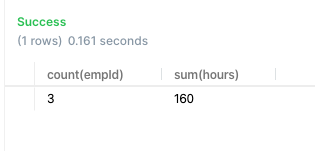 Success
(1 rows) 0.161 seconds
count(empId) sum(hours)
3 160